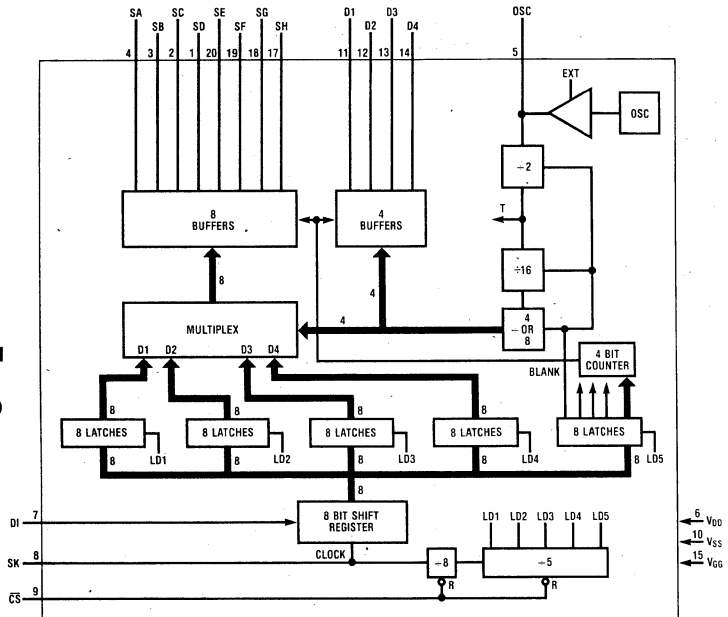 SA SB SC SD SE SF SG SH D1 D2 D3 D4 OSC
4 3 2 1 20 19 18 17 11 12 13 14 5
EXT
OSC
÷2
T
8 BUFFERS
4 BUFFERS
÷16
8
4
MULTIPLEX
4
4 ÷ OR 8
D1 D2 D3 D4
BLANK
4 BIT COUNTER
8 8 8 8
8 LATCHES 8 LATCHES 8 LATCHES 8 LATCHES 8 LATCHES
LD1 LD2 LD3 LD4 LD5
8 8 8 8 8
8
DI 7
8 BIT SHIFT REGISTER
LD1 LD2 LD3 LD4 LD5
6 VDD
10 VSS
SK 8
CLOCK
÷8
÷5
15 VGG
CS 9
R R